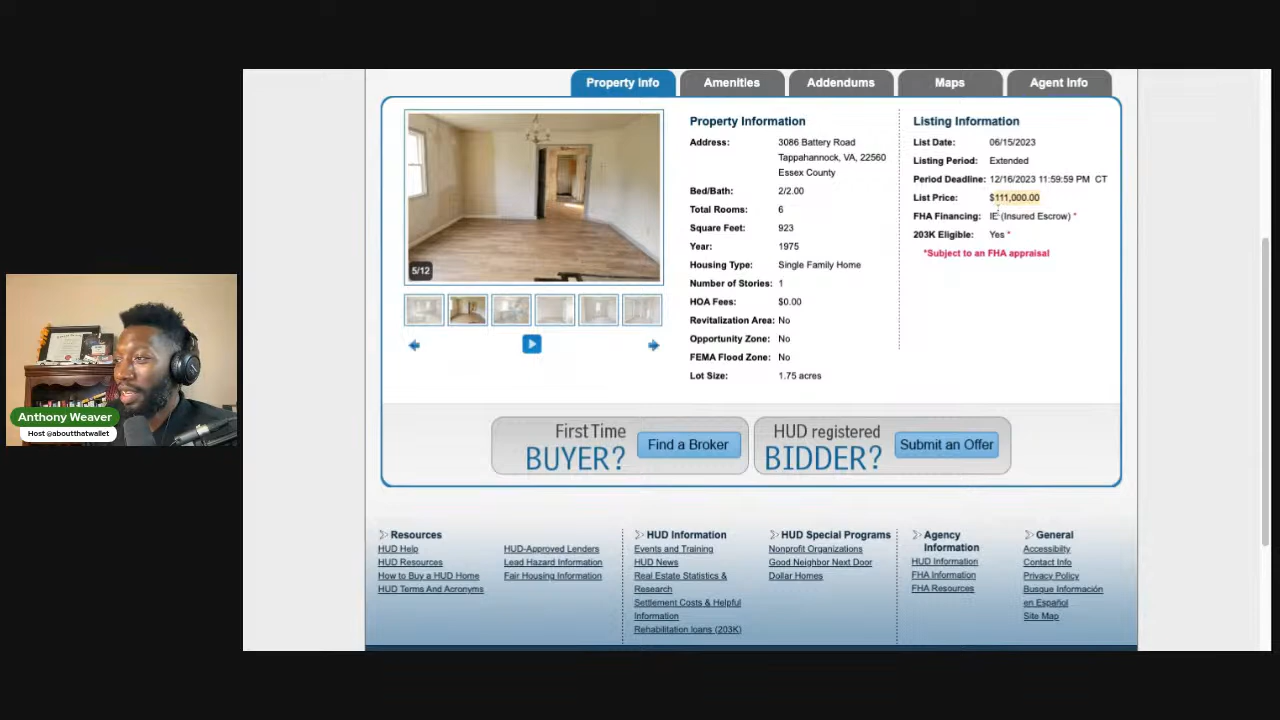 Property Info
Amenities
Addendums
Maps
Agent Info
5/12
Property Information
Address: 3086 Battery Road
Tappahannock, VA, 22560
Essex County
Bed/Bath: 2/2.00
Total Rooms: 6
Square Feet: 923
Year: 1975
Housing Type: Single Family Home
Number of Stories: 1
HOA Fees: $0.00
Revitalization Area: No
Opportunity Zone: No
FEMA Flood Zone: No
Lot Size: 1.75 acres
Listing Information
List Date: 06/15/2023
Listing Period: Extended
Period Deadline: 12/16/2023 11:59:59 PM CT
List Price: $111,000.00
FHA Financing: IE (Insured Escrow) *
203K Eligible: Yes *
*Subject to an FHA appraisal
Anthony Weaver
Host @aboutthatwallet
First Time
BUYER?
Find a Broker
HUD registered
BIDDER?
Submit an Offer
Resources
HUD Help
HUD Resources
How to Buy a HUD Home
HUD Terms And Acronyms
HUD-Approved Lenders
Lead Hazard Information
Fair Housing Information
HUD Information
Events and Training
HUD News
Real Estate Statistics &
Research
Settlement Costs & Helpful
Information
Rehabilitation loans (203K)
HUD Special Programs
Nonprofit Organizations
Good Neighbor Next Door
Dollar Homes
Agency
Information
HUD Information
FHA Information
FHA Resources
General
Accessibilty
Contact Info
Privacy Policy
Busque Información
en Español
Site Map